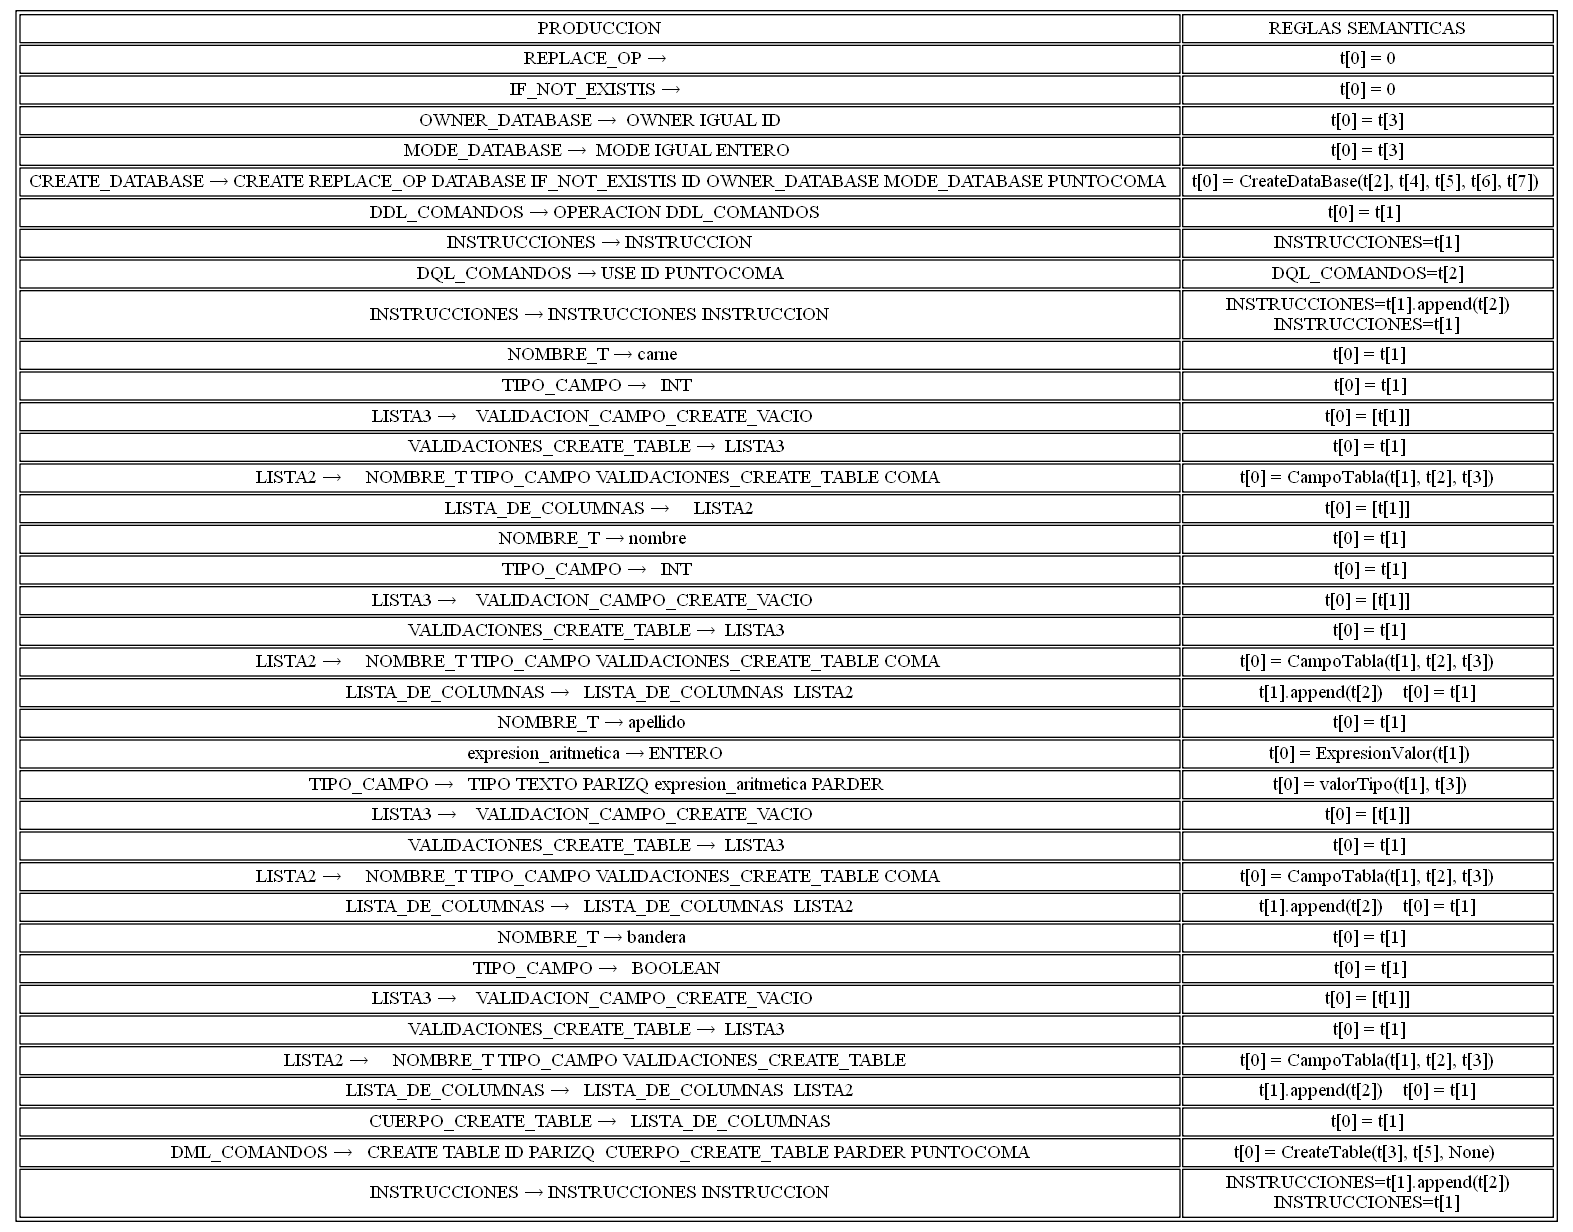 PRODUCCION REGLAS SEMANTICAS
REPLACE_OP → t[0] = 0
IF_NOT_EXISTIS → t[0] = 0
OWNER_DATABASE → OWNER IGUAL ID t[0] = t[3]
MODE_DATABASE → MODE IGUAL ENTERO t[0] = t[3]
CREATE_DATABASE → CREATE REPLACE_OP DATABASE IF_NOT_EXISTIS ID OWNER_DATABASE MODE_DATABASE PUNTOCOMA t[0] = CreateDataBase(t[2], t[4], t[5], t[6], t[7])
DDL_COMANDOS → OPERACION DDL_COMANDOS t[0] = t[1]
INSTRUCCIONES → INSTRUCCION INSTRUCCIONES=t[1]
DQL_COMANDOS → USE ID PUNTOCOMA DQL_COMANDOS=t[2]
INSTRUCCIONES → INSTRUCCIONES INSTRUCCION INSTRUCCIONES=t[1].append(t[2])
INSTRUCCIONES=t[1]
NOMBRE_T → carne t[0] = t[1]
TIPO_CAMPO → INT t[0] = t[1]
LISTA3 → VALIDACION_CAMPO_CREATE_VACIO t[0] = [t[1]]
VALIDACIONES_CREATE_TABLE → LISTA3 t[0] = t[1]
LISTA2 → NOMBRE_T TIPO_CAMPO VALIDACIONES_CREATE_TABLE COMA t[0] = CampoTabla(t[1], t[2], t[3])
LISTA_DE_COLUMNAS → LISTA2 t[0] = [t[1]]
NOMBRE_T → nombre t[0] = t[1]
TIPO_CAMPO → INT t[0] = t[1]
LISTA3 → VALIDACION_CAMPO_CREATE_VACIO t[0] = [t[1]]
VALIDACIONES_CREATE_TABLE → LISTA3 t[0] = t[1]
LISTA2 → NOMBRE_T TIPO_CAMPO VALIDACIONES_CREATE_TABLE COMA t[0] = CampoTabla(t[1], t[2], t[3])
LISTA_DE_COLUMNAS → LISTA_DE_COLUMNAS LISTA2 t[1].append(t[2]) t[0] = t[1]
NOMBRE_T → apellido t[0] = t[1]
expresion_aritmetica → ENTERO t[0] = ExpresionValor(t[1])
TIPO_CAMPO → TIPO TEXTO PARIZQ expresion_aritmetica PARDER t[0] = valorTipo(t[1], t[3])
LISTA3 → VALIDACION_CAMPO_CREATE_VACIO t[0] = [t[1]]
VALIDACIONES_CREATE_TABLE → LISTA3 t[0] = t[1]
LISTA2 → NOMBRE_T TIPO_CAMPO VALIDACIONES_CREATE_TABLE COMA t[0] = CampoTabla(t[1], t[2], t[3])
LISTA_DE_COLUMNAS → LISTA_DE_COLUMNAS LISTA2 t[1].append(t[2]) t[0] = t[1]
NOMBRE_T → bandera t[0] = t[1]
TIPO_CAMPO → BOOLEAN t[0] = t[1]
LISTA3 → VALIDACION_CAMPO_CREATE_VACIO t[0] = [t[1]]
VALIDACIONES_CREATE_TABLE → LISTA3 t[0] = t[1]
LISTA2 → NOMBRE_T TIPO_CAMPO VALIDACIONES_CREATE_TABLE t[0] = CampoTabla(t[1], t[2], t[3])
LISTA_DE_COLUMNAS → LISTA_DE_COLUMNAS LISTA2 t[1].append(t[2]) t[0] = t[1]
CUERPO_CREATE_TABLE → LISTA_DE_COLUMNAS t[0] = t[1]
DML_COMANDOS → CREATE TABLE ID PARIZQ CUERPO_CREATE_TABLE PARDER PUNTOCOMA t[0] = CreateTable(t[3], t[5], None)
INSTRUCCIONES → INSTRUCCIONES INSTRUCCION INSTRUCCIONES=t[1].append(t[2])
INSTRUCCIONES=t[1]